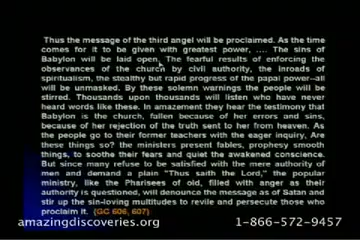 Thus the message of the third angel will be proclaimed. As the time
comes for it to be given with greatest power, .... The sins of
Babylon will be laid open. The fearful results of enforcing the
observances of the church by civil authority, the inroads of
spiritualism, the stealthy but rapid progress of the papal power--all
will be unmasked. By these solemn warnings the people will be
stirred. Thousands upon thousands will listen who have never
heard words like these. In amazement they hear the testimony that
Babylon is the church, fallen because of her errors and sins,
because of her rejection of the truth sent to her from heaven. As
the people go to their former teachers with the eager inquiry, Are
these things so? the ministers present fables, prophesy smooth
things, to soothe their fears and quiet the awakened conscience.
But since many refuse to be satisfied with the mere authority of
men and demand a plain "Thus saith the Lord," the popular
ministry, like the Pharisees of old, filled with anger as their
authority is questioned, will denounce the message as of Satan and
stir up the sin-loving multitudes to revile and persecute those who
proclaim it. (GC 606, 607)
amazingdiscoveries.org 1-866-572-9457